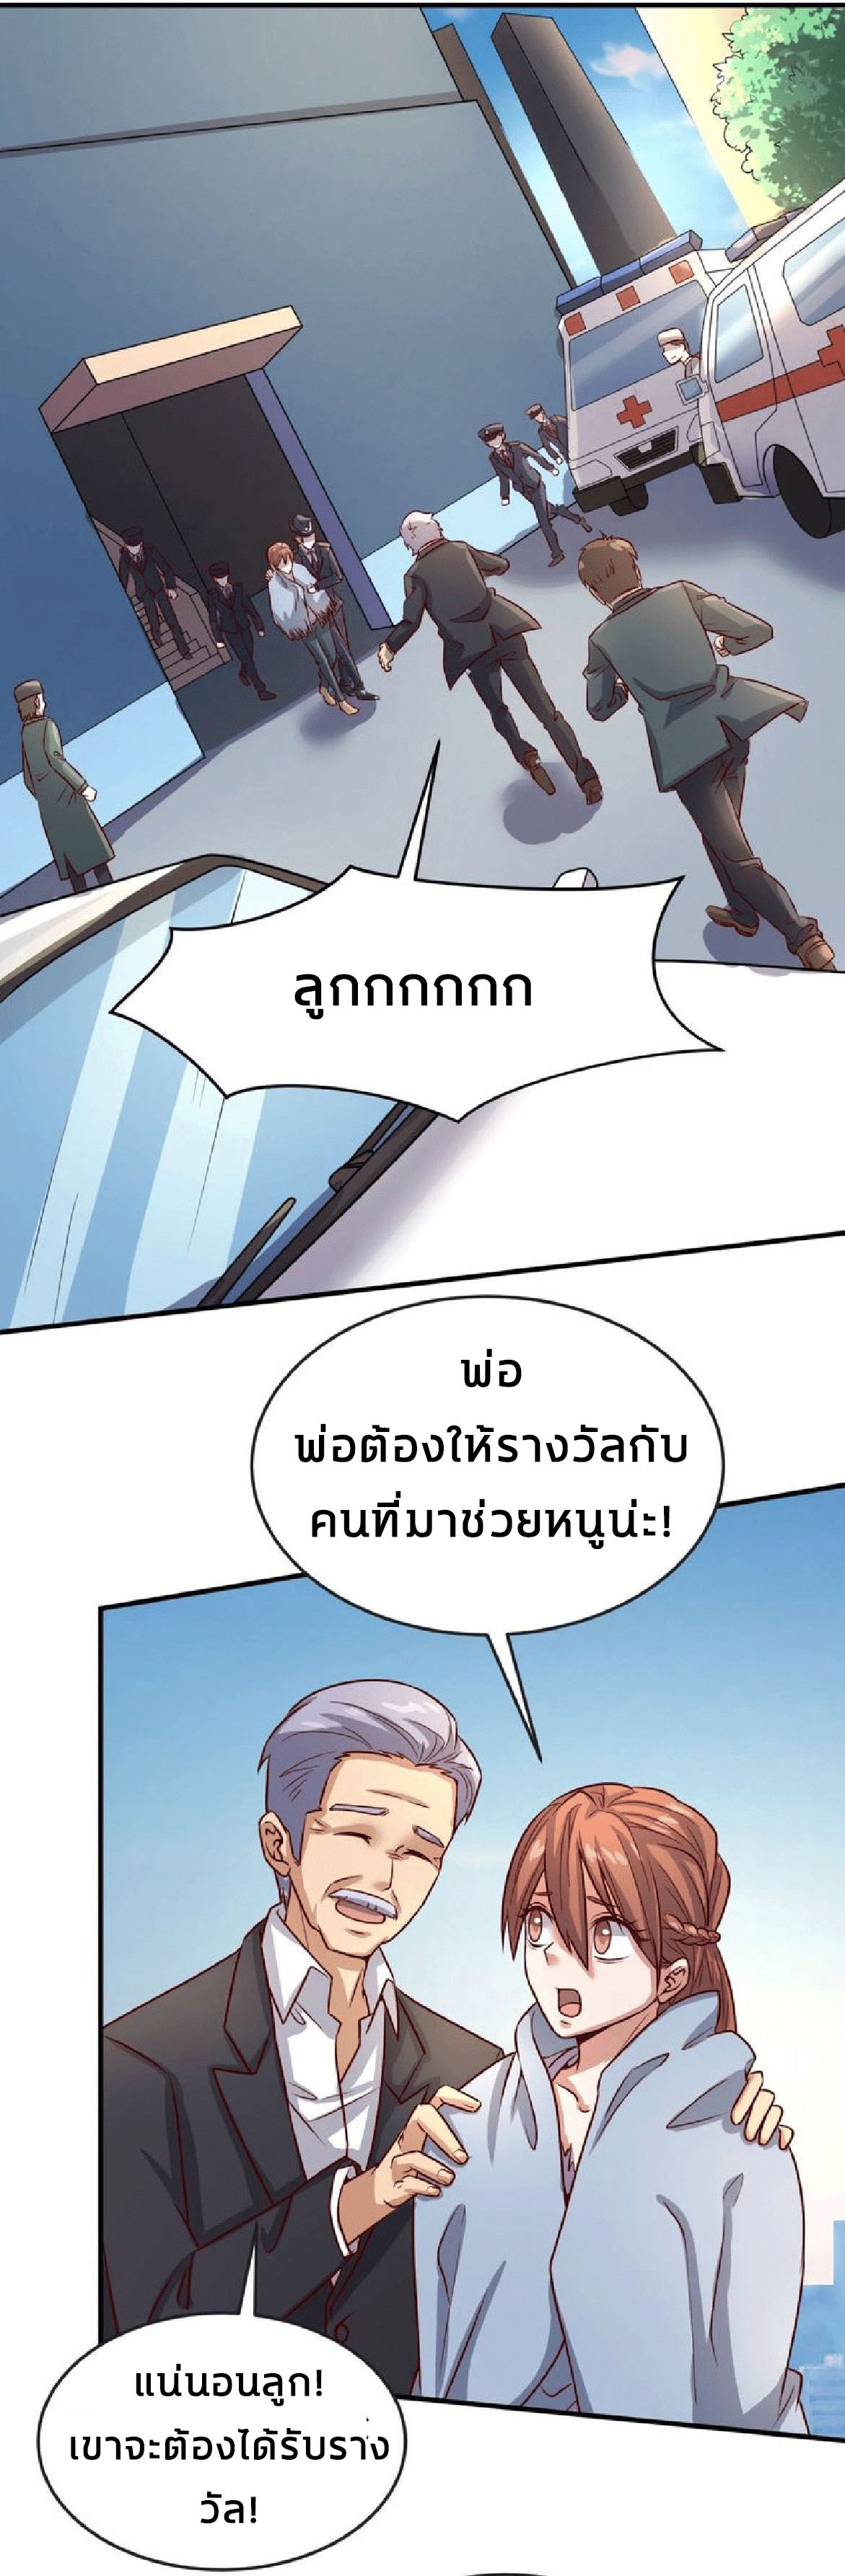 ลูกกกกกก
พ่อ
พ่อต้องให้รางวัลกับ
คนที่มาช่วยหนูน่ะ!
แน่นอนลูก!
เขาจะต้องได้รับราง
วัล!